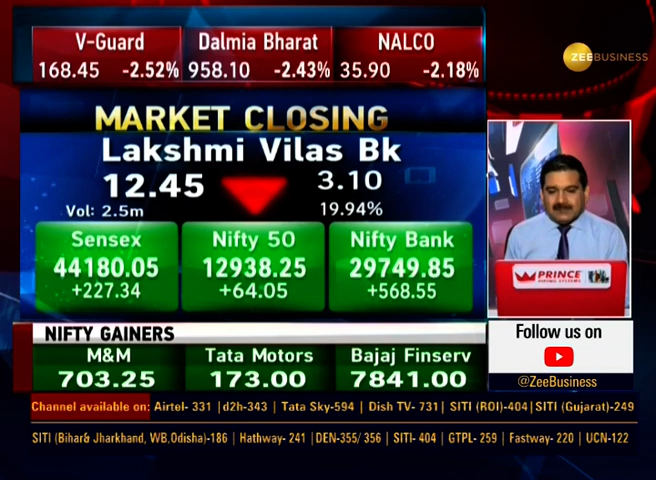 V-Guard Dalmia Bharat NALCO
168.45 -2.52% 958.10 -2.43% 35.90 -2.18%
ZEEBUSINESS
MARKET CLOSING
Lakshmi Vilas Bk
12.45 3.10
Vol: 2.5m 19.94%
Sensex Nifty 50 Nifty Bank
44180.05 12938.25 29749.85
+227.34 +64.05 +568.55
PRINCE
PIPING SYSTEMS
NIFTY GAINERS
M&M Tata Motors Bajaj Finserv
703.25 173.00 7841.00
Follow us on
@ZeeBusiness
Channel available on: Airtel- 331 | d2h-343 | Tata Sky-594 | Dish TV- 731 | SITI (ROI)-404 | SITI (Gujarat)-249
SITI (Bihar& Jharkhand, WB,Odisha)-186 | Hathway- 241 | DEN-355/ 356 | SITI- 404 | GTPL- 259 | Fastway- 220 | UCN-122